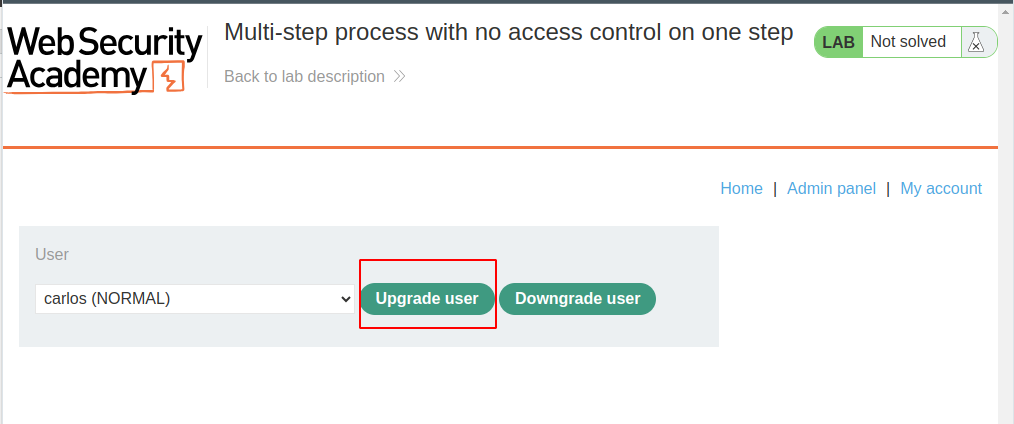 Web Security
Academy
Multi-step process with no access control on one step
Back to lab description
LAB Not solved
Home | Admin panel | My account
User
carlos (NORMAL) Upgrade user Downgrade user